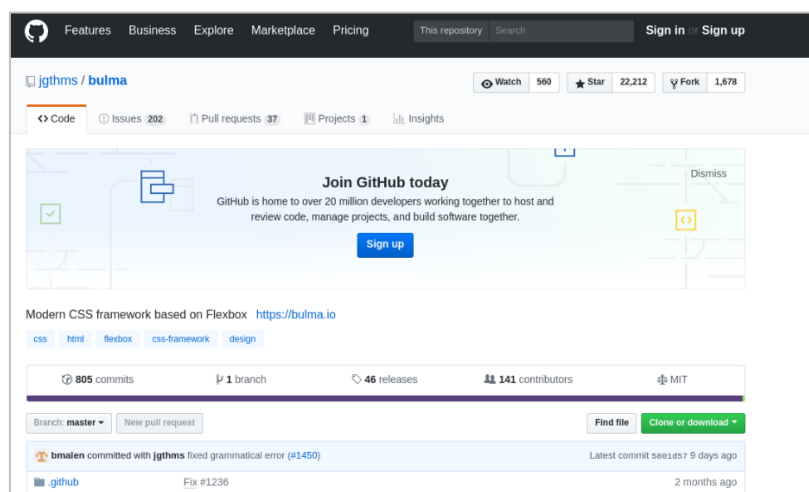 Features Business Explore Marketplace Pricing This repository Search Sign in or Sign up
jgthms / bulma Watch 560 Star 22,212 Fork 1,678
<> Code Issues 202 Pull requests 37 Projects 1 Insights
Dismiss
Join GitHub today
GitHub is home to over 20 million developers working together to host and
review code, manage projects, and build software together.
Sign up
Modern CSS framework based on Flexbox https://bulma.io
css html flexbox css-framework design
805 commits 1 branch 46 releases 141 contributors MIT
Branch: master New pull request Find file Clone or download
bmalen committed with jgthms fixed grammatical error (#1450) Latest commit 5801d57 9 days ago
.github Fix #1236 2 months ago